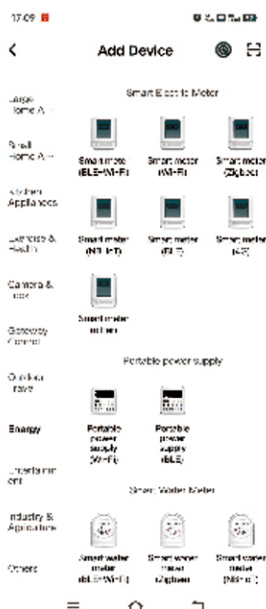 17:09
Add Device
Large
Home A...
Small
Home A...
Kitchen
Appliances
Exercise &
Health
Camera &
Lock
Gateway
Control
Outdoor
Travel
Energy
Entertainm
ent
Industry &
Agriculture
Others
Smart Electric Meter
Smart meter
(BLE+Wi-Fi)
Smart meter
(Wi-Fi)
Smart meter
(Zigbee)
Smart meter
(NB-IoT)
Smart meter
(BLE)
Smart meter
(4G)
Smart meter
(other)
Portable power supply
Portable
power
supply
(Wi-Fi)
Portable
power
supply
(BLE)
Smart Water Meter
Smart water
meter
(BLE+Wi-Fi)
Smart water
meter
(Zigbee)
Smart water
meter
(NB-IoT)